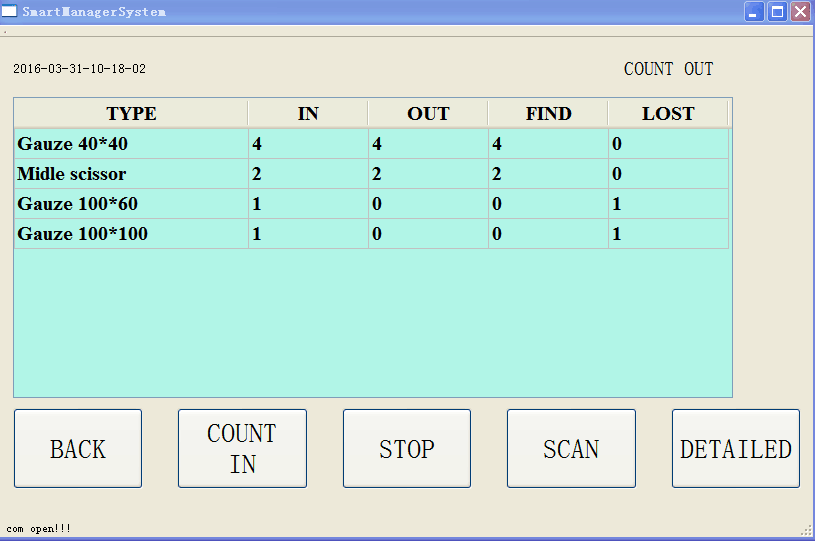 SmartManagerSystem
2016-03-31-10-18-02 COUNT OUT
TYPE IN OUT FIND LOST
Gauze 40*40 4 4 4 0
Midle scissor 2 2 2 0
Gauze 100*60 1 0 0 1
Gauze 100*100 1 0 0 1
BACK
COUNT
IN
STOP
SCAN
DETAILED
com open!!!